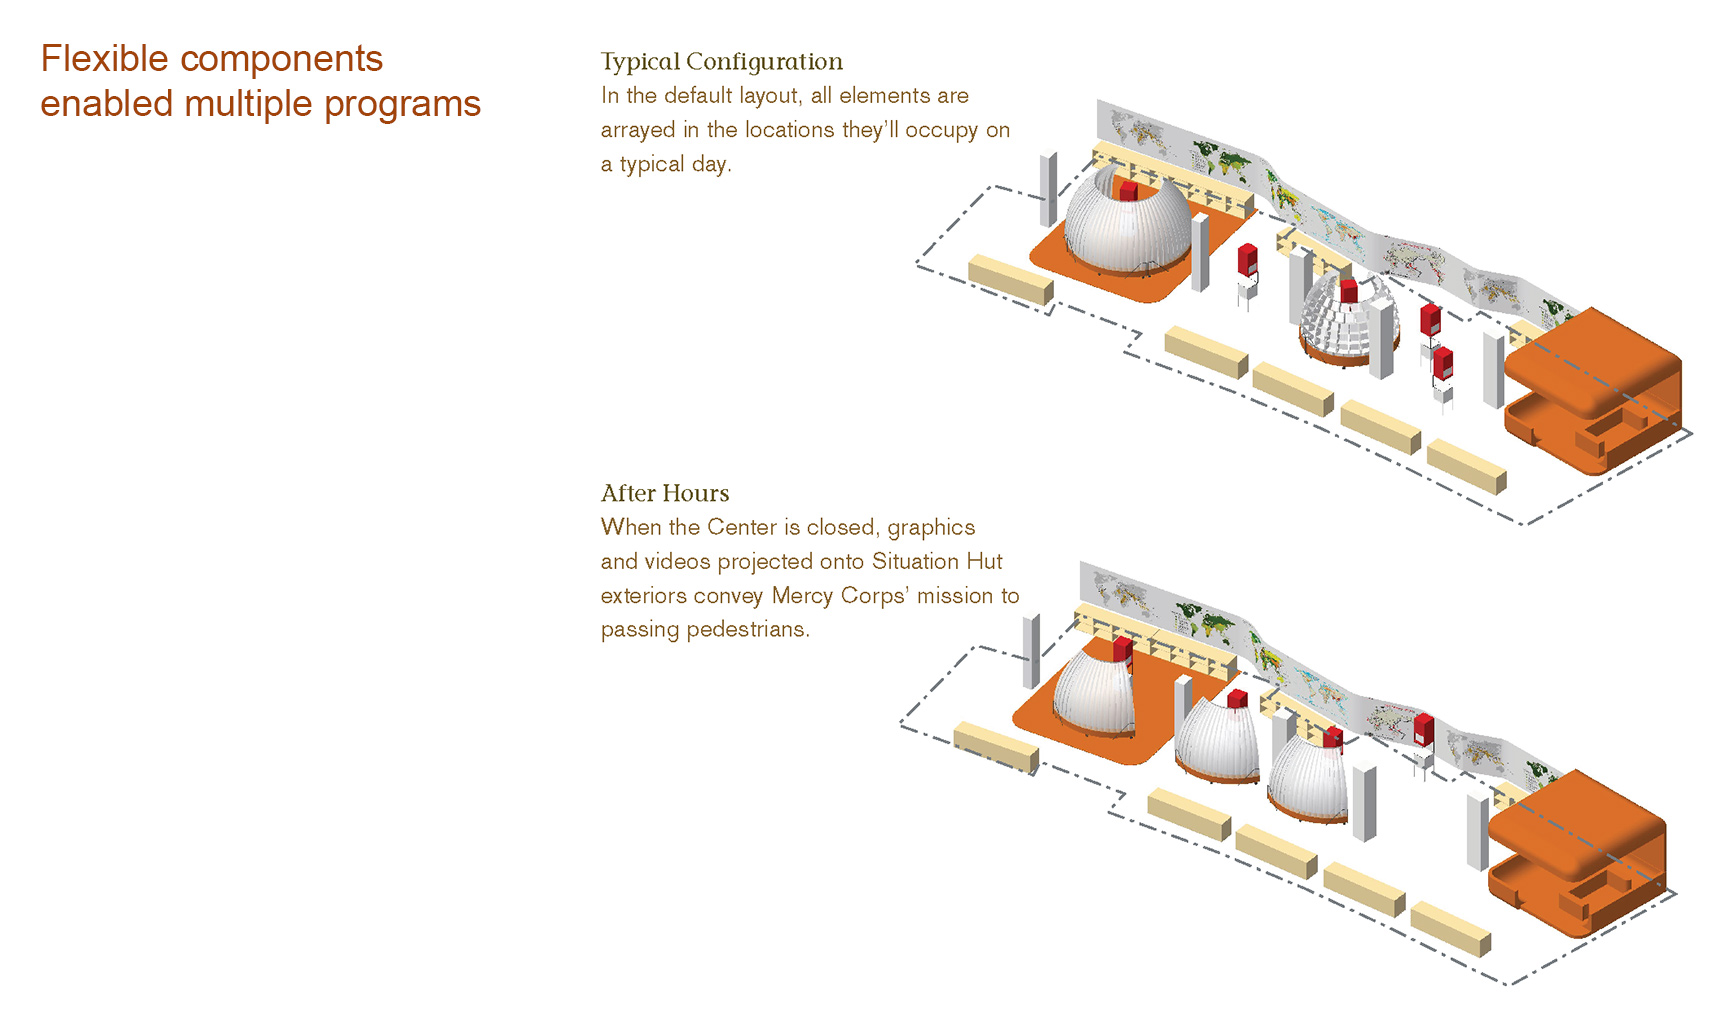 Flexible components
enabled multiple programs
Typical Configuration
In the default layout, all elements are
arrayed in the locations they’ll occupy on
a typical day.
After Hours
When the Center is closed, graphics
and videos projected onto Situation Hut
exteriors convey Mercy Corps’ mission to
passing pedestrians.